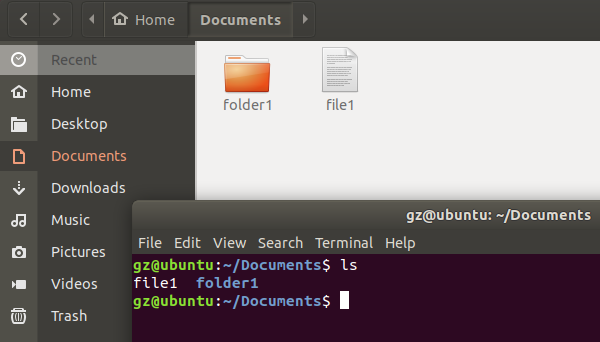 Home Documents
Recent
Home
Desktop
Documents
Downloads
Music
Pictures
Videos
Trash
folder1 file1
gz@ubuntu: ~/Documents
File Edit View Search Terminal Help
gz@ubuntu:~/Documents$ ls
file1 folder1
gz@ubuntu:~/Documents$